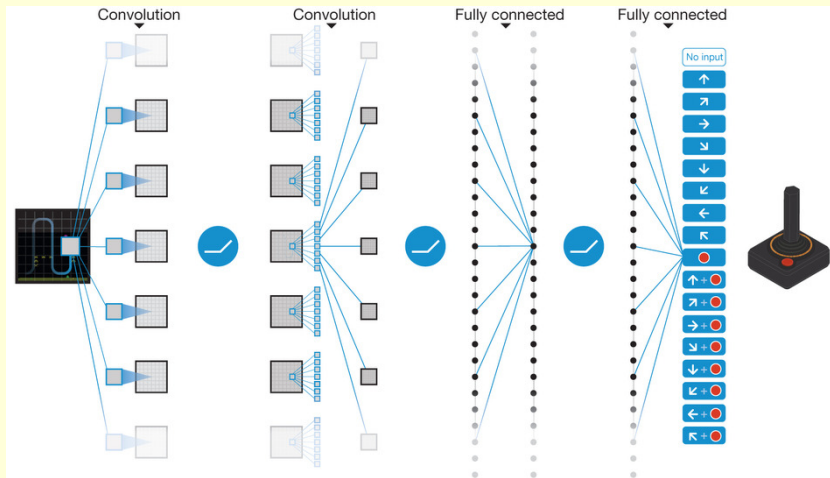 Convolution
Convolution
Fully connected
Fully connected
No input
+
+
+
+
+
+
+
+